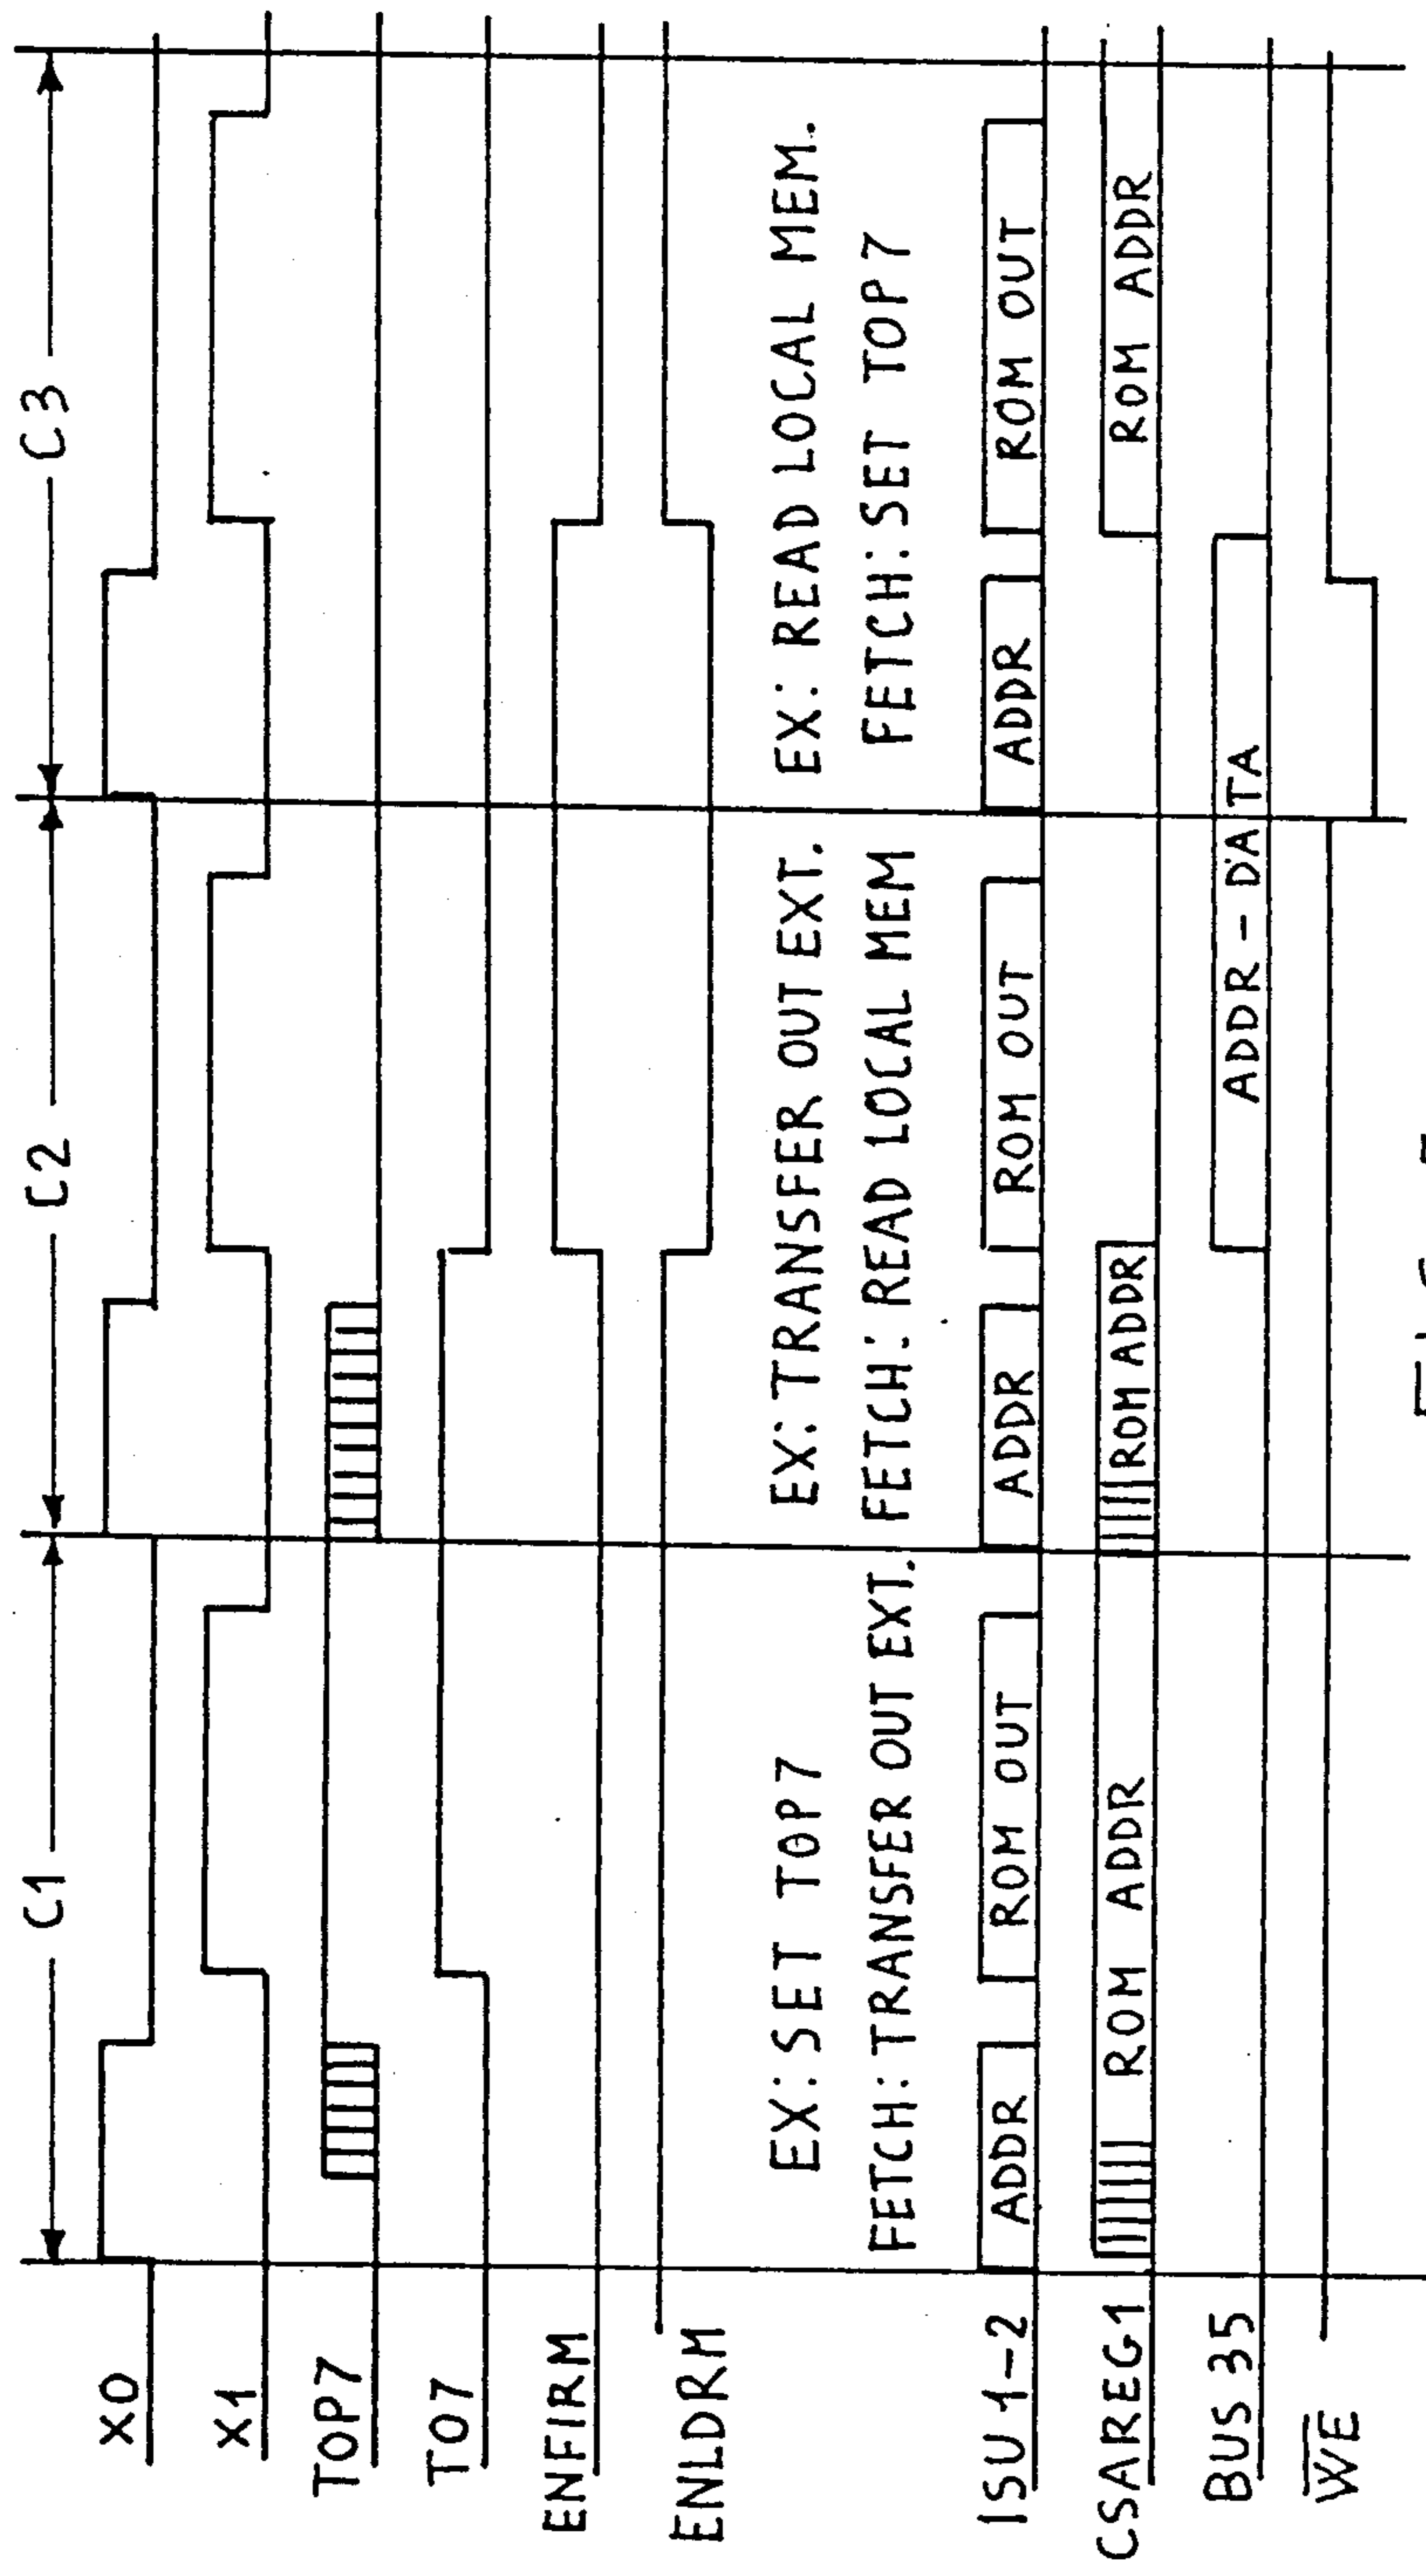 C1 C2 C3
X0
X1
TOP7
TO7
ENFIRM
ENLDRM
EX: SET TOP7 EX: TRANSFER OUT EXT. EX: READ LOCAL MEM.
FETCH: TRANSFER OUT EXT. FETCH: READ LOCAL MEM FETCH: SET TOP 7
ISU 1-2 ADDR ROM OUT ADDR ROM OUT ADDR ROM OUT
CSAREG1 ROM ADDR ROM ADDR ROM ADDR
BUS 35 ADDR - DATA
WE